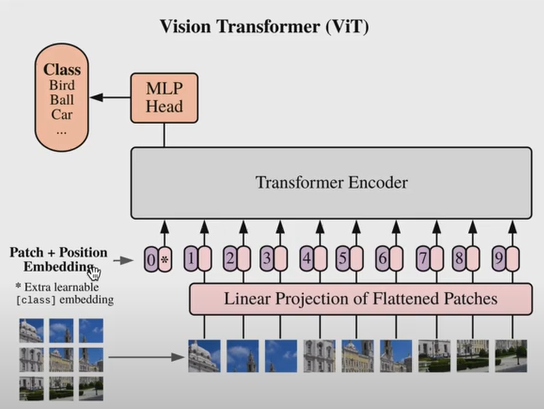 Vision Transformer (ViT)
Class
Bird
Ball
Car
...
MLP
Head
Transformer Encoder
Patch + Position
Embedding
* Extra learnable
[class] embedding
0 * 1 2 3 4 5 6 7 8 9
Linear Projection of Flattened Patches